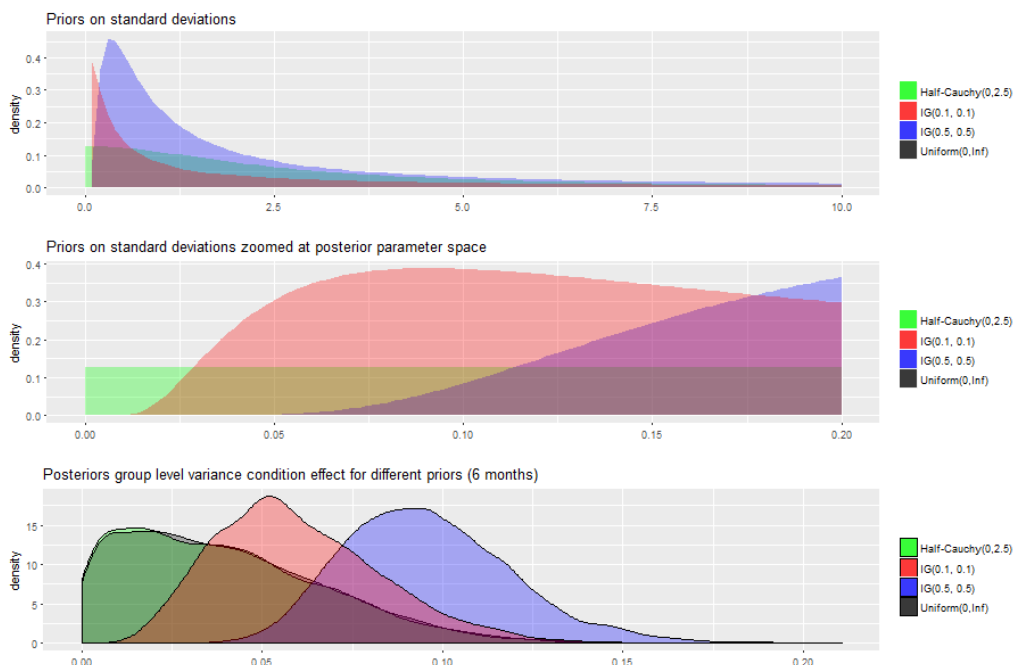 Priors on standard deviations
density
0.4
0.3
0.2
0.1
0.0
0.0 2.5 5.0 7.5 10.0
Half-Cauchy(0,2.5)
IG(0.1, 0.1)
IG(0.5, 0.5)
Uniform(0,Inf)
Priors on standard deviations zoomed at posterior parameter space
density
0.4
0.3
0.2
0.1
0.0
0.00 0.05 0.10 0.15 0.20
Half-Cauchy(0,2.5)
IG(0.1, 0.1)
IG(0.5, 0.5)
Uniform(0,Inf)
Posteriors group level variance condition effect for different priors (6 months)
density
15
10
5
0
0.00 0.05 0.10 0.15 0.20
Half-Cauchy(0,2.5)
IG(0.1, 0.1)
IG(0.5, 0.5)
Uniform(0,Inf)